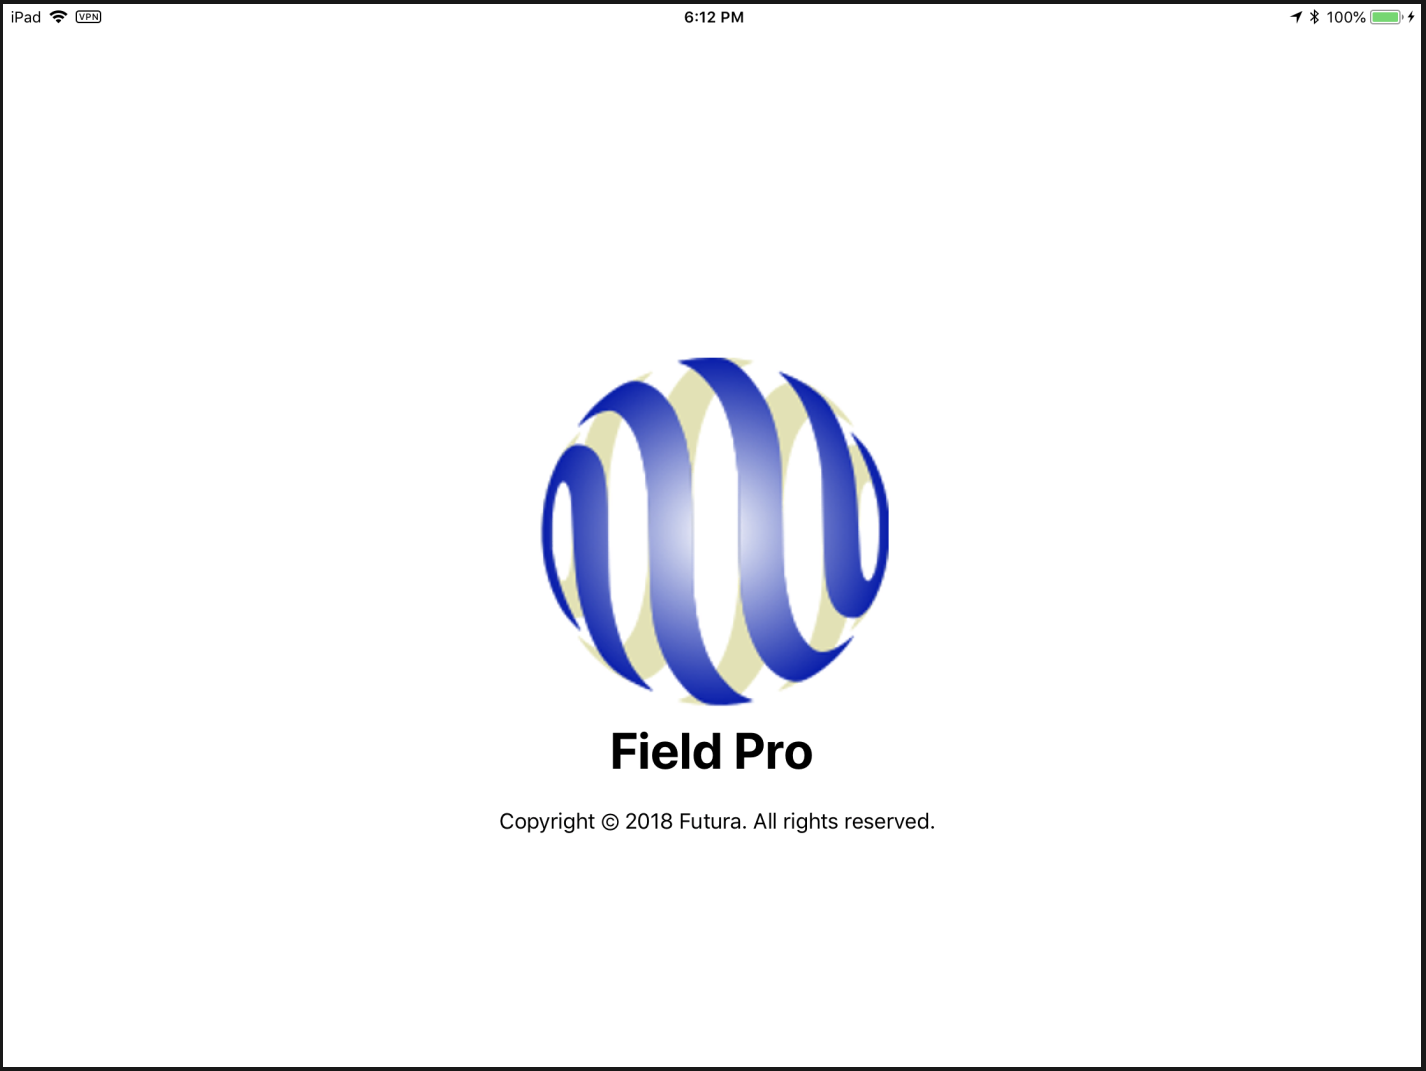 iPad VPN 6:12 PM 100%
Field Pro
Copyright © 2018 Futura. All rights reserved.